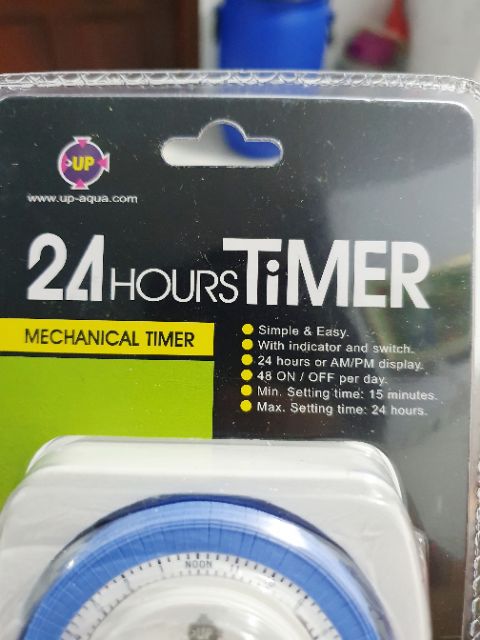 UP
www.up-aqua.com
24 HOURS TiMER
MECHANICAL TIMER
Simple & Easy.
With indicator and switch.
24 hours or AM/PM display.
48 ON / OFF per day.
Min. Setting time: 15 minutes.
Max. Setting time: 24 hours.
NOON
UP